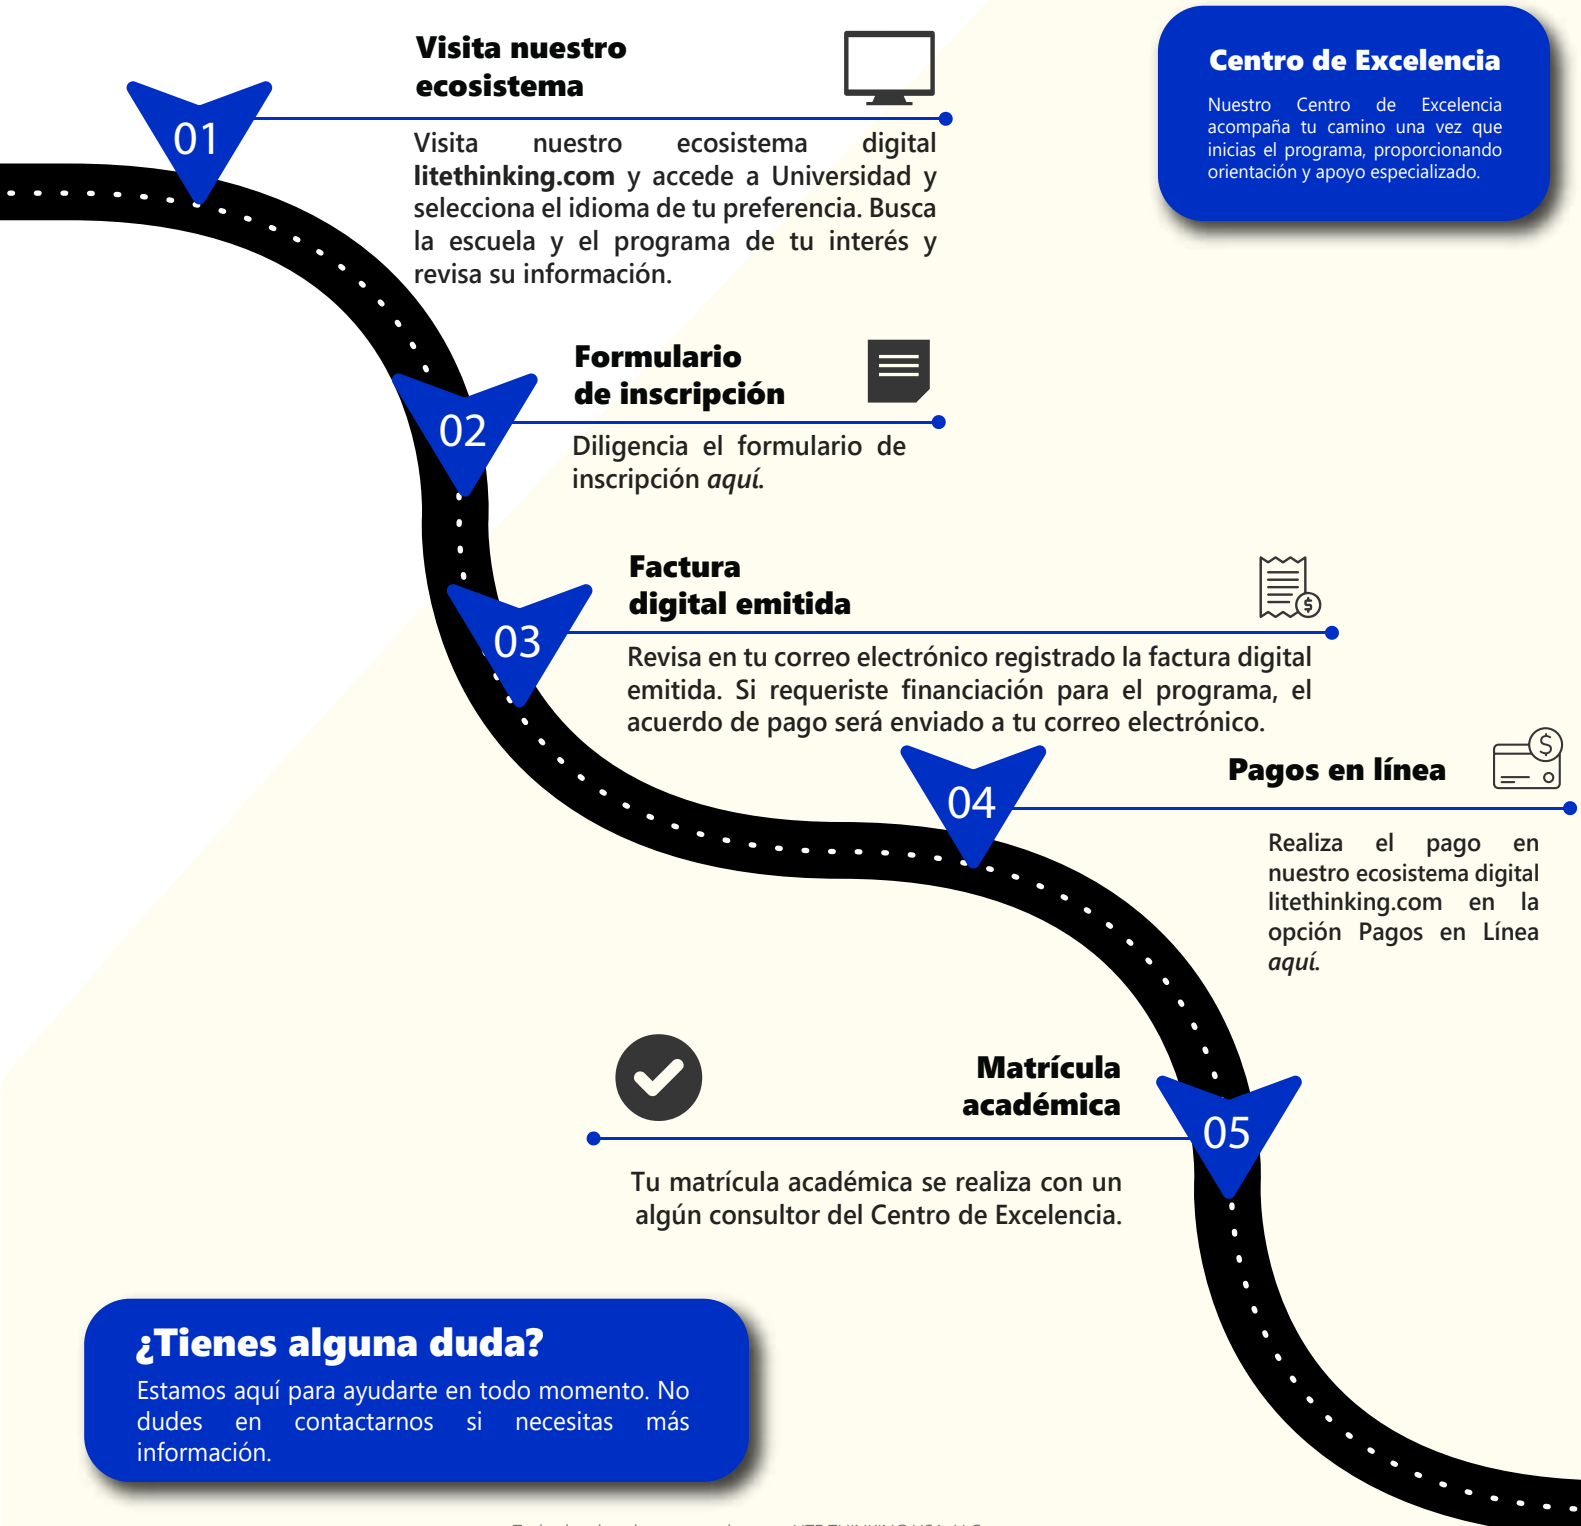 Visita nuestro
ecosistema
01
Visita nuestro ecosistema digital
litethinking.com y accede a Universidad y
selecciona el idioma de tu preferencia. Busca
la escuela y el programa de tu interés y
revisa su información.
Centro de Excelencia
Nuestro Centro de Excelencia
acompaña tu camino una vez que
inicias el programa, proporcionando
orientación y apoyo especializado.
Formulario
de inscripción
02
Diligencia el formulario de
inscripción aquí.
Factura
digital emitida
03
Revisa en tu correo electrónico registrado la factura digital
emitida. Si requeriste financiación para el programa, el
acuerdo de pago será enviado a tu correo electrónico.
Pagos en línea
04
Realiza el pago en
nuestro ecosistema digital
litethinking.com en la
opción Pagos en Línea
aquí.
Matrícula
académica
05
Tu matrícula académica se realiza con un
algún consultor del Centro de Excelencia.
¿Tienes alguna duda?
Estamos aquí para ayudarte en todo momento. No
dudes en contactarnos si necesitas más
información.